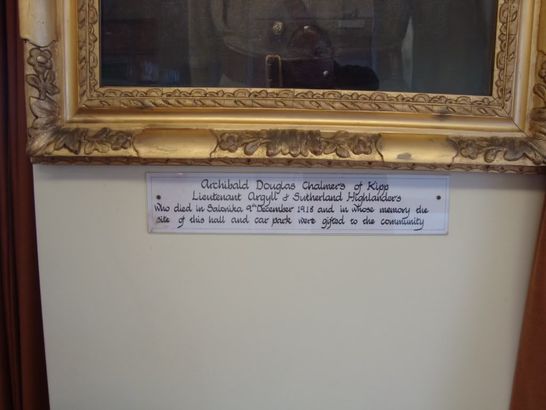 Archibald Douglas Chalmers of Kipp
Lieutenant Argyll & Sutherland Highlanders
Who died in Salonika 9th December 1918 and in whose memory the
site of this hall and car park were gifted to the community